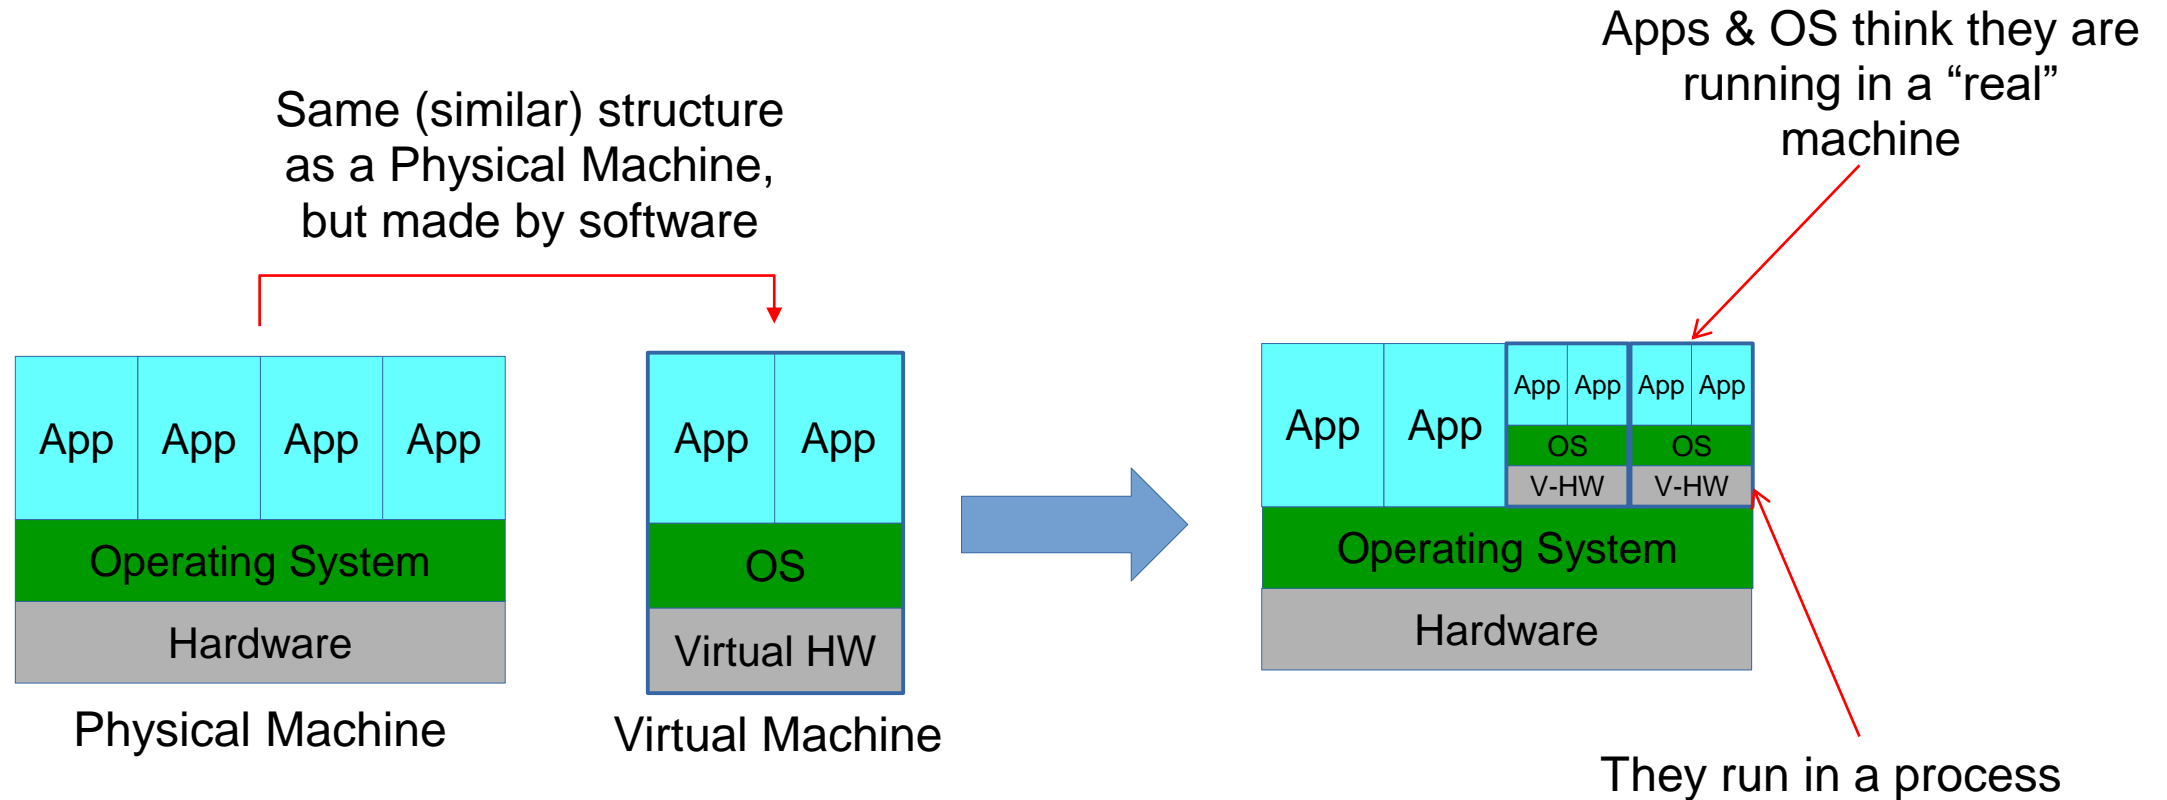 Apps & OS think they are
running in a “real”
machine
Same (similar) structure
as a Physical Machine,
but made by software
App App App App
Operating System
Hardware
Physical Machine
App App
OS
Virtual HW
Virtual Machine
App App
App App App App
OS OS
V-HW V-HW
Operating System
Hardware
They run in a process